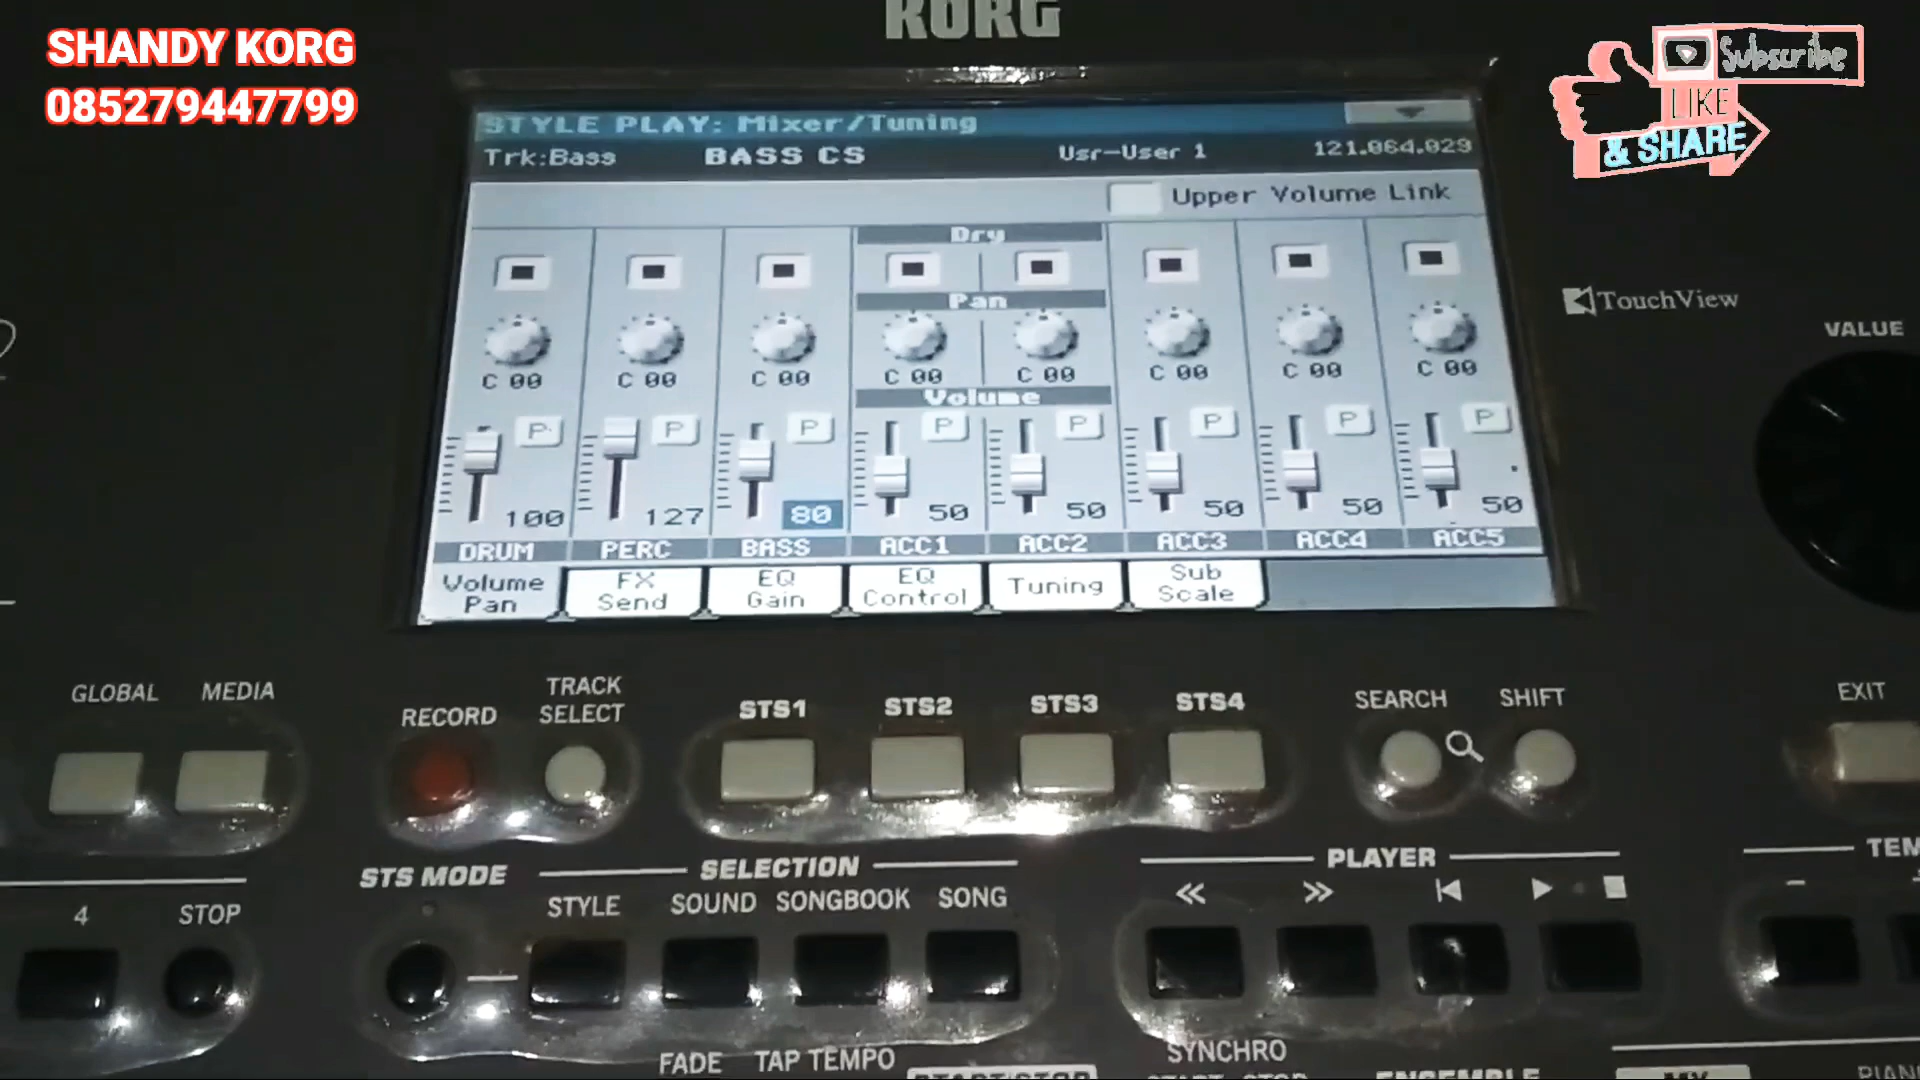 SHANDY KORG
085279447799
KORG
Subscribe
LIKE
& SHARE
STYLE PLAY: Mixer/Tuning
Trk:Bass BASS CS Usr-User 1 121.064.029
Upper Volume Link
Dry
Pan
C 00 C 00 C 00 C 00 C 00 C 00 C 00 C 00
Volume
P P P P P P P P
100 127 80 50 50 50 50 50
DRUM PERC BASS ACC1 ACC2 ACC3 ACC4 ACC5
Volume Pan
FX Send
EQ Gain
EQ Control
Tuning
Sub Scale
TouchView
VALUE
GLOBAL MEDIA
RECORD
TRACK SELECT
STS1 STS2 STS3 STS4
SEARCH SHIFT
EXIT
STS MODE
SELECTION
PLAYER
4 STOP
STYLE SOUND SONGBOOK SONG
FADE TAP TEMPO
SYNCHRO